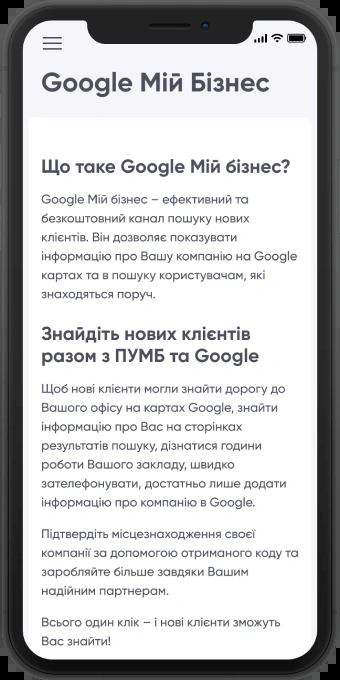 Google Мій Бізнес
Що таке Google Мій бізнес?
Google Мій бізнес – ефективний та
безкоштовний канал пошуку нових
клієнтів. Він дозволяє показувати
інформацію про Вашу компанію на Google
картах та в пошуку користувачам, які
знаходяться поруч.
Знайдіть нових клієнтів
разом з ПУМБ та Google
Щоб нові клієнти могли знайти дорогу до
Вашого офісу на картах Google, знайти
інформацію про Вас на сторінках
результатів пошуку, дізнатися години
роботи Вашого закладу, швидко
зателефонувати, достатньо лише додати
інформацію про компанію в Google.
Підтвердіть місцезнаходження своєї
компанії за допомогою отриманого коду та
заробляйте більше завдяки Вашим
надійним партнерам.
Всього один клік – і нові клієнти зможуть
Вас знайти!